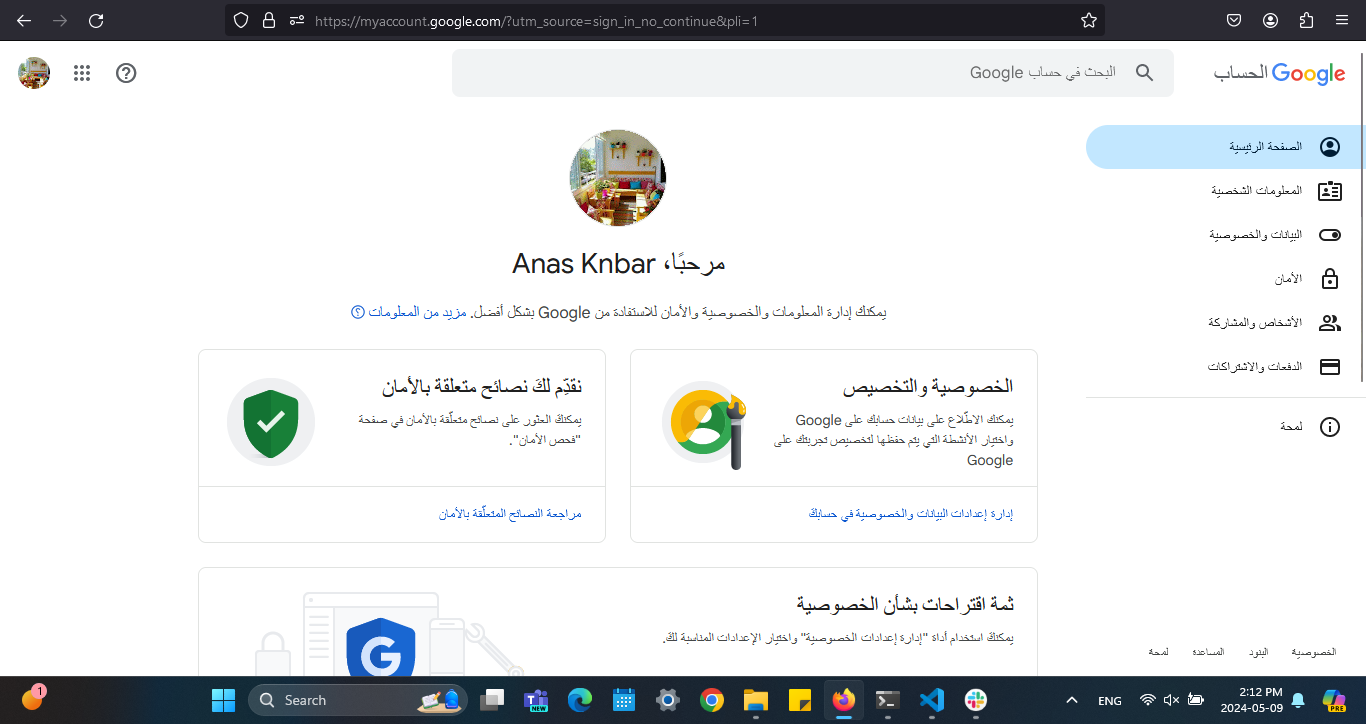 https://myaccount.google.com/?utm_source=sign_in_no_continue&pli=1
الحساب Google
البحث في حساب Google
الصفحة الرئيسية
المعلومات الشخصية
البيانات والخصوصية
الأمان
الأشخاص والمشاركة
الدفعات والاشتراكات
لمحة
مرحبًا، Anas Knbar
يمكنك إدارة المعلومات والخصوصية والأمان للاستفادة من Google بشكل أفضل. مزيد من المعلومات
الخصوصية والتخصيص
يمكنك الاطّلاع على بيانات حسابك على Google
واختيار الأنشطة التي يتم حفظها لتخصيص تجربتك على
Google
إدارة إعدادات البيانات والخصوصية في حسابك
نقدِّم لكَ نصائح متعلقة بالأمان
يمكنك العثور على نصائح متعلّقة بالأمان في صفحة
"فحص الأمان".
مراجعة النصائح المتعلّقة بالأمان
ثمة اقتراحات بشأن الخصوصية
يمكنك استخدام أداة "إدارة إعدادات الخصوصية" واختيار الإعدادات المناسبة لك.
G
الخصوصية البنود المساعدة لمحة
1
Search
NEW
ENG
2:12 PM
2024-05-09
PRE